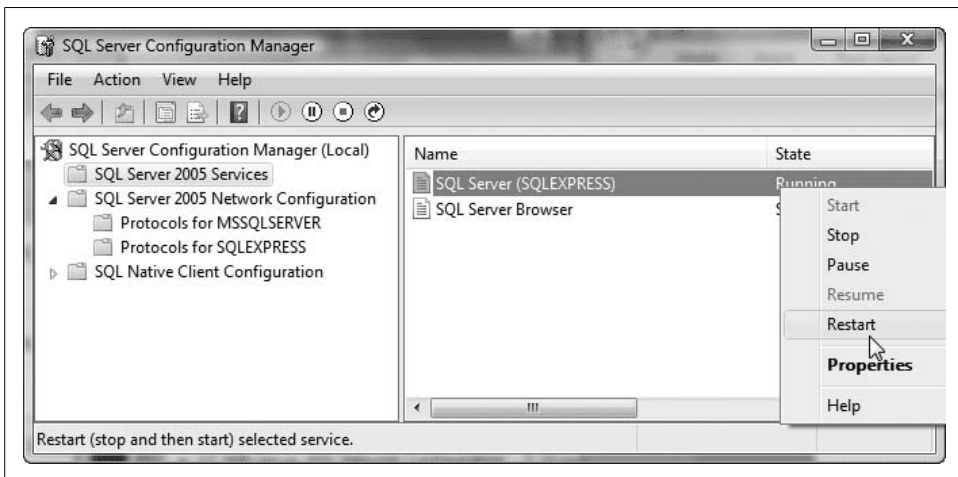 SQL Server Configuration Manager
File Action View Help
SQL Server Configuration Manager (Local)
SQL Server 2005 Services
SQL Server 2005 Network Configuration
Protocols for MSSQLSERVER
Protocols for SQLEXPRESS
SQL Native Client Configuration
Name State
SQL Server (SQLEXPRESS) Running
SQL Server Browser
Start
Stop
Pause
Resume
Restart
Properties
Help
Restart (stop and then start) selected service.